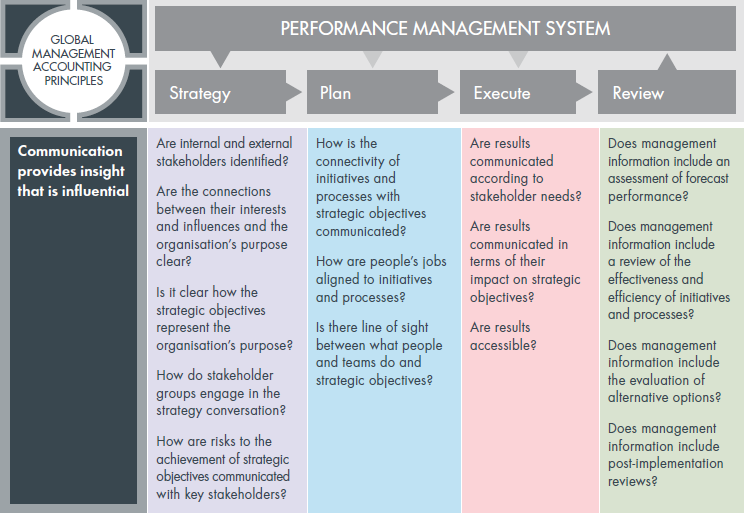 GLOBAL
MANAGEMENT
ACCOUNTING
PRINCIPLES
PERFORMANCE MANAGEMENT SYSTEM
Strategy
Plan
Execute
Review
Communication
provides insight
that is influential
Are internal and external
stakeholders identified?
Are the connections
between their interests
and influences and the
organisation's purpose
clear?
Is it clear how the
strategic objectives
represent the
organisation's purpose?
How do stakeholder
groups engage in the
strategy conversation?
How are risks to the
achievement of strategic
objectives communicated
with key stakeholders?
How is the
connectivity of
initiatives and
processes with
strategic objectives
communicated?
How are people's jobs
aligned to initiatives
and processes?
Is there line of sight
between what people
and teams do and
strategic objectives?
Are results
communicated
according to
stakeholder needs?
Are results
communicated in
terms of their
impact on strategic
objectives?
Are results
accessible?
Does management
information include an
assessment of forecast
performance?
Does management
information include
a review of the
effectiveness and
efficiency of initiatives
and processes?
Does management
information include
the evaluation of
alternative options?
Does management
information include
post-implementation
reviews?